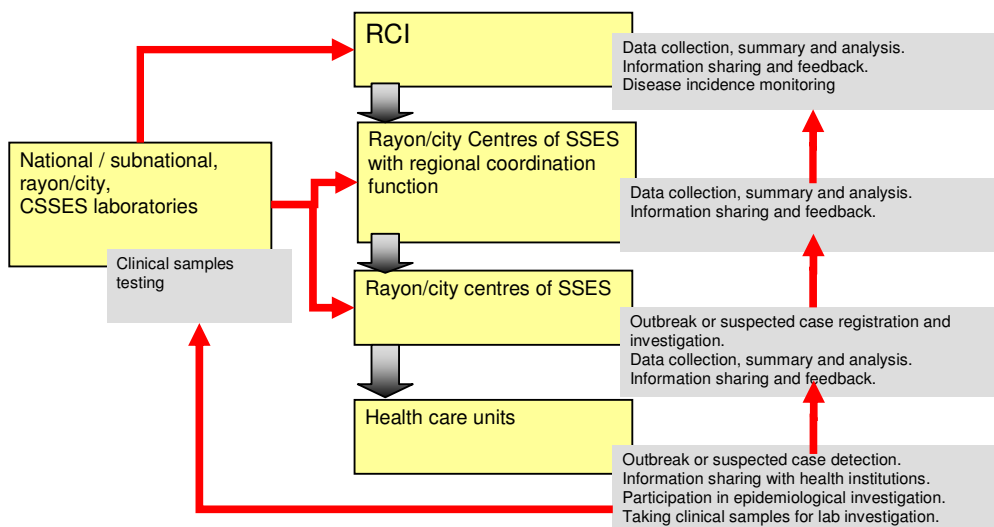 RCI
Data collection, summary and analysis.
Information sharing and feedback.
Disease incidence monitoring
National / subnational,
rayon/city,
CSSES laboratories
Clinical samples
testing
Rayon/city Centres of SSES
with regional coordination
function
Data collection, summary and analysis.
Information sharing and feedback.
Rayon/city centres of SSES
Outbreak or suspected case registration and
investigation.
Data collection, summary and analysis.
Information sharing and feedback.
Health care units
Outbreak or suspected case detection.
Information sharing with health institutions.
Participation in epidemiological investigation.
Taking clinical samples for lab investigation.